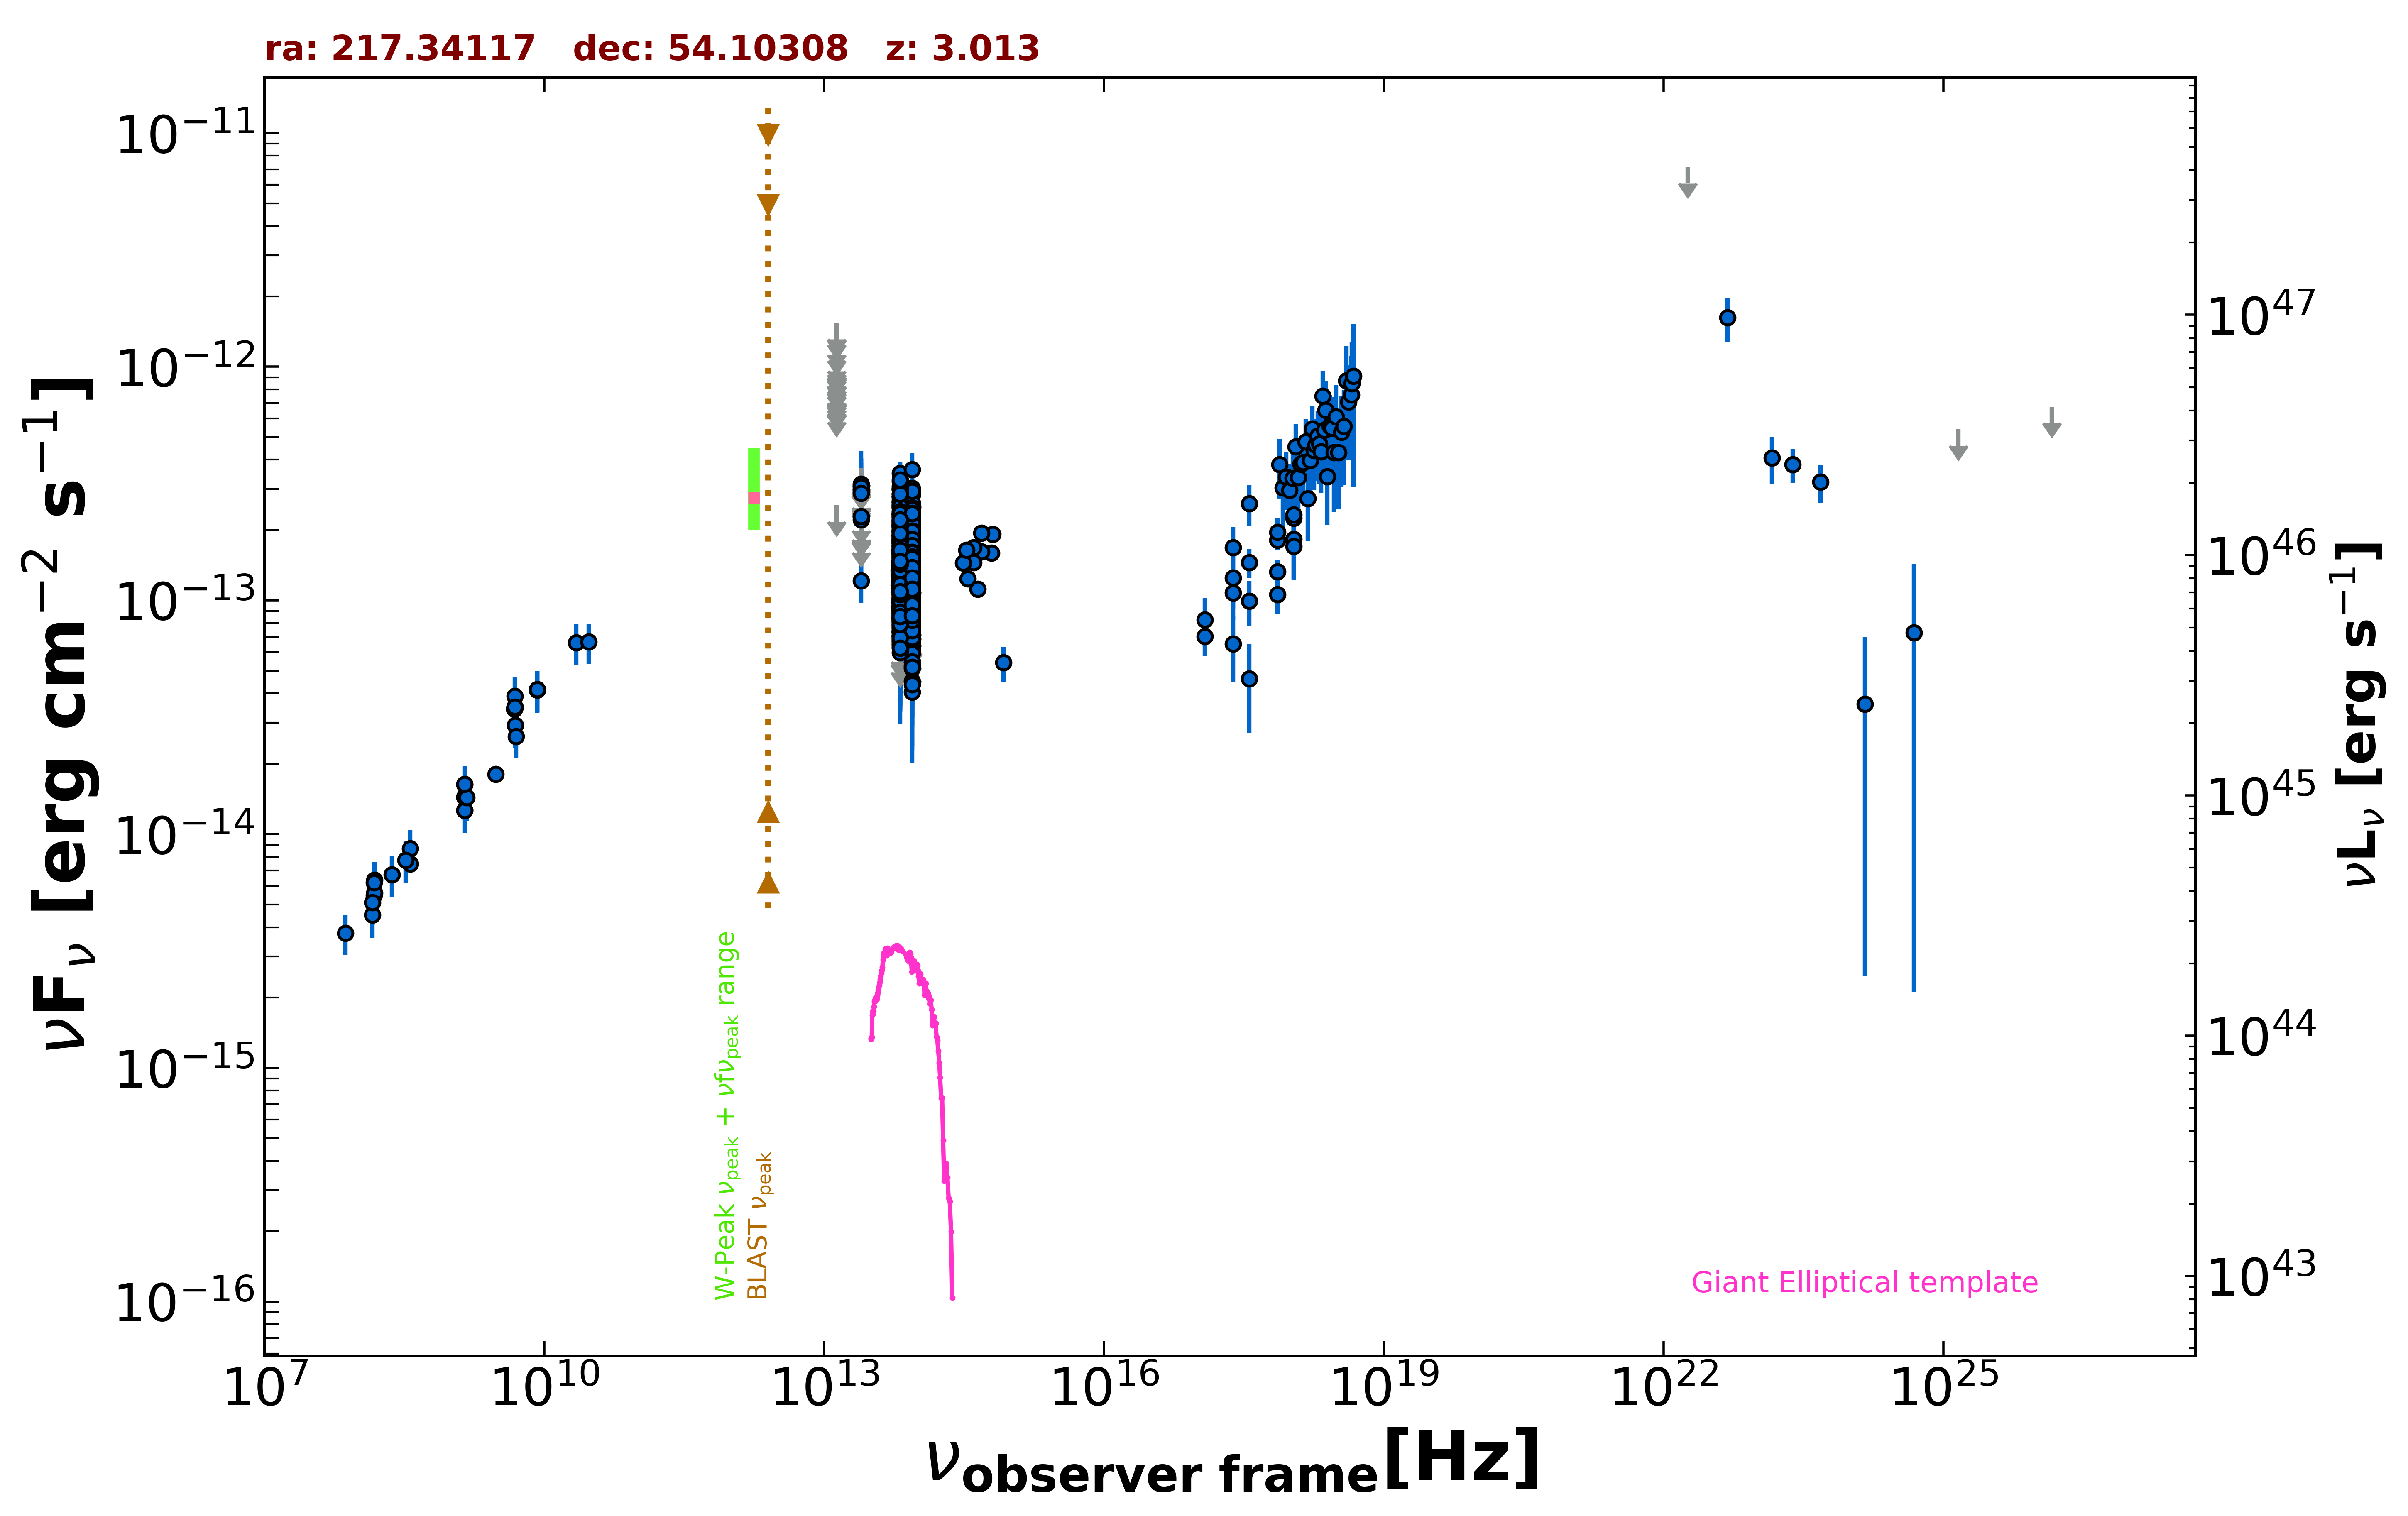 ra: 217.34117 dec: 54.10308 z: 3.013
νFν [erg cm⁻² s⁻¹]
10⁻¹¹
10⁻¹²
10⁻¹³
10⁻¹⁴
10⁻¹⁵
10⁻¹⁶
10⁷
10¹⁰
10¹³
10¹⁶
10¹⁹
10²²
10²⁵
νobserver frame[Hz]
10⁴⁷
10⁴⁶
10⁴⁵
10⁴⁴
10⁴³
νLν [erg s⁻¹]
W-Peak νpeak + νfνpeak range
BLAST νpeak
Giant Elliptical template